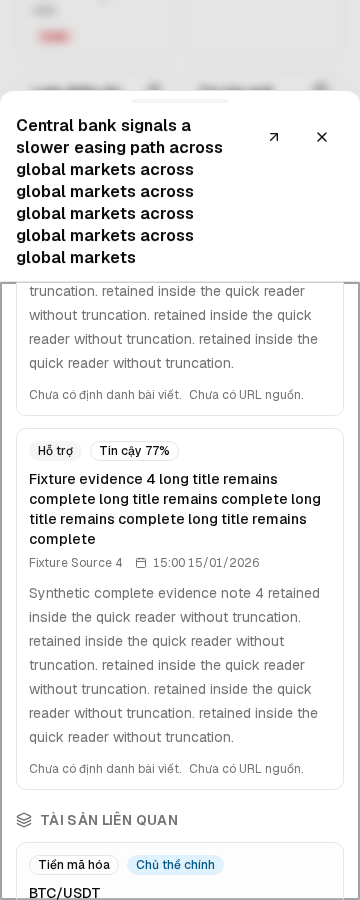 Central bank signals a
slower easing path across
global markets across
global markets across
global markets across
global markets across
global markets
truncation. retained inside the quick reader
without truncation. retained inside the quick
reader without truncation. retained inside the
quick reader without truncation.
Chưa có định danh bài viết. Chưa có URL nguồn.
Hỗ trợ Tin cậy 77%
Fixture evidence 4 long title remains
complete long title remains complete long
title remains complete long title remains
complete
Fixture Source 4 15:00 15/01/2026
Synthetic complete evidence note 4 retained
inside the quick reader without truncation.
retained inside the quick reader without
truncation. retained inside the quick reader
without truncation. retained inside the quick
reader without truncation. retained inside the
quick reader without truncation.
Chưa có định danh bài viết. Chưa có URL nguồn.
TÀI SẢN LIÊN QUAN
Tiền mã hóa Chủ thể chính
BTC/USDT